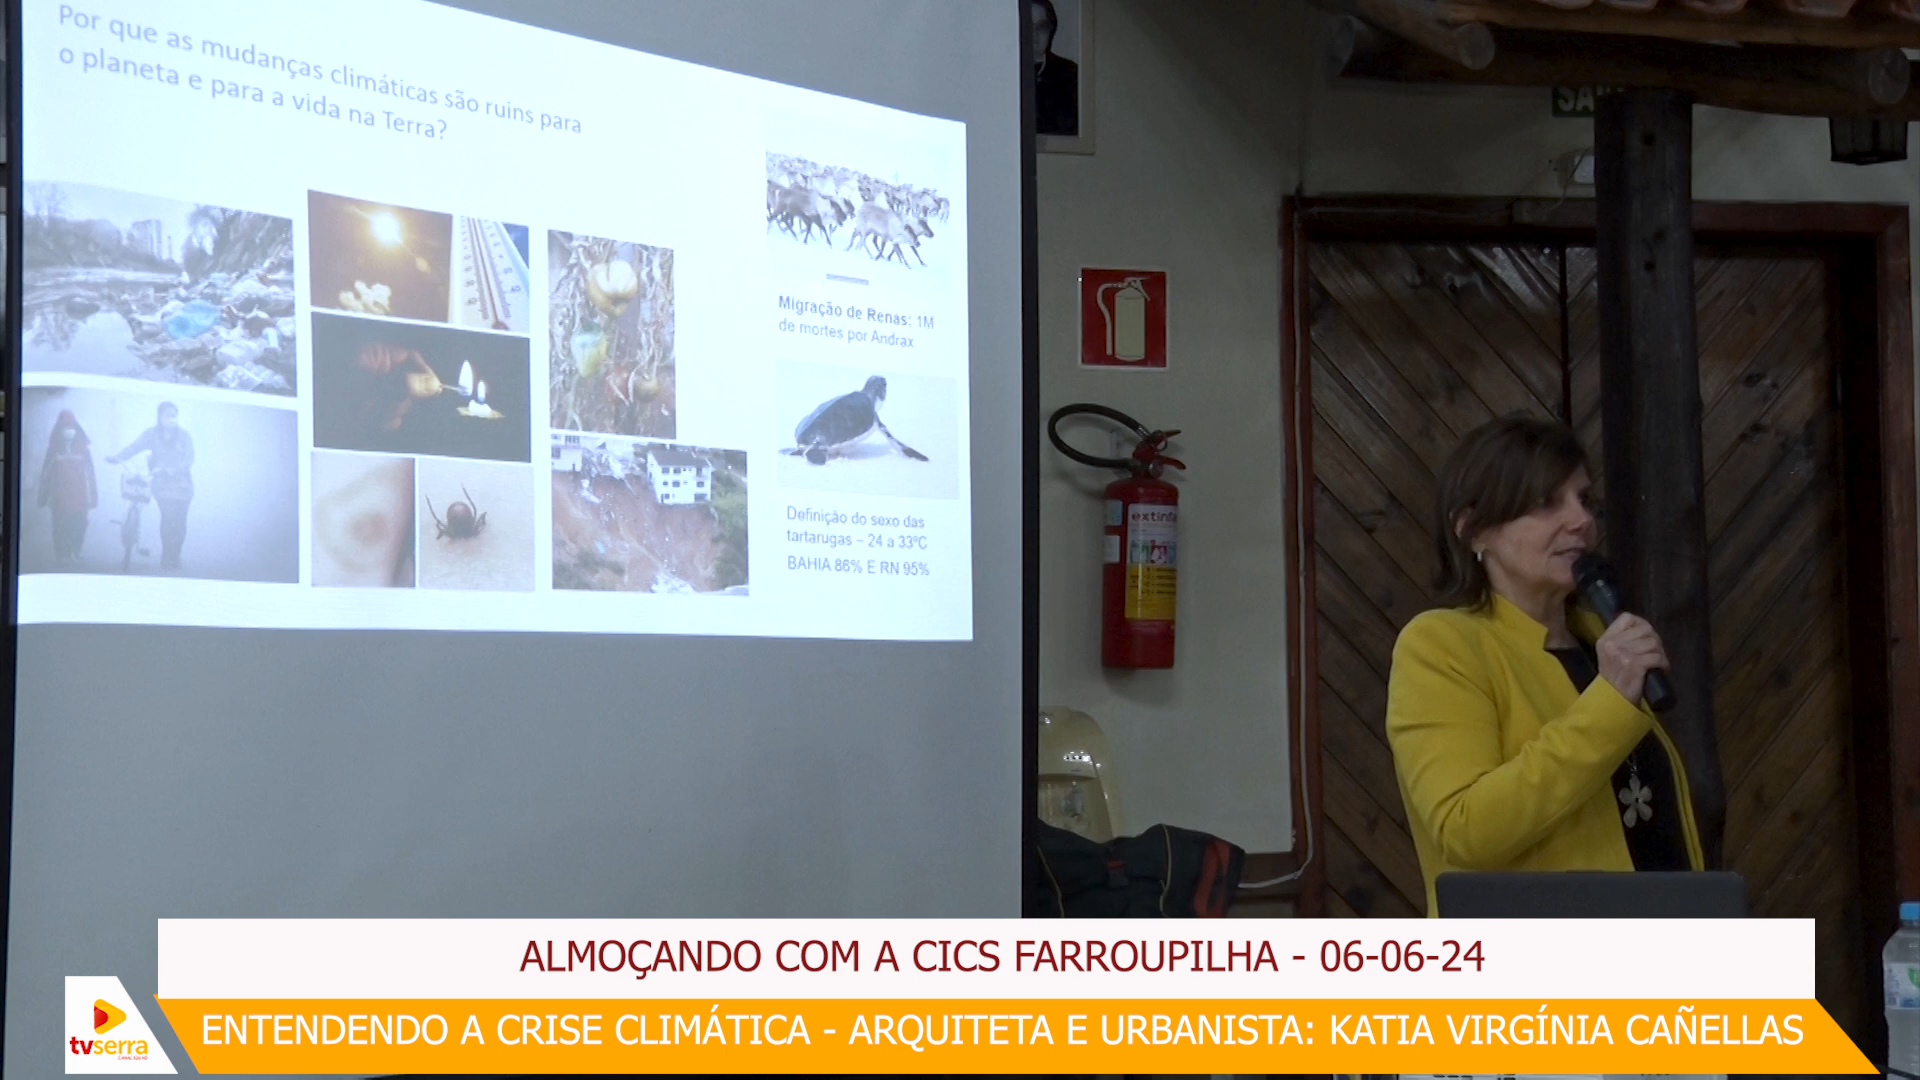 Por que as mudanças climáticas são ruins para
o planeta e para a vida na Terra?
Migração de Renas: 1M
de mortes por Andrax
Definição do sexo das
tartarugas – 24 a 33ºC
BAHIA 86% E RN 95%
ALMOÇANDO COM A CICS FARROUPILHA - 06-06-24
ENTENDENDO A CRISE CLIMÁTICA - ARQUITETA E URBANISTA: KATIA VIRGÍNIA CAÑELLAS
tvserra